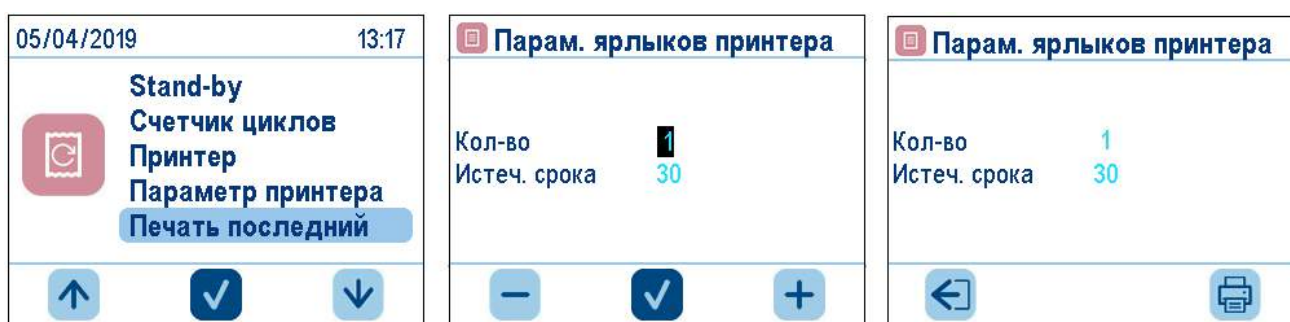 05/04/2019 13:17
Stand-by
Счетчик циклов
Принтер
Параметр принтера
Печать последний
Парам. ярлыков принтера
Кол-во 1
Истеч. срока 30
Парам. ярлыков принтера
Кол-во 1
Истеч. срока 30